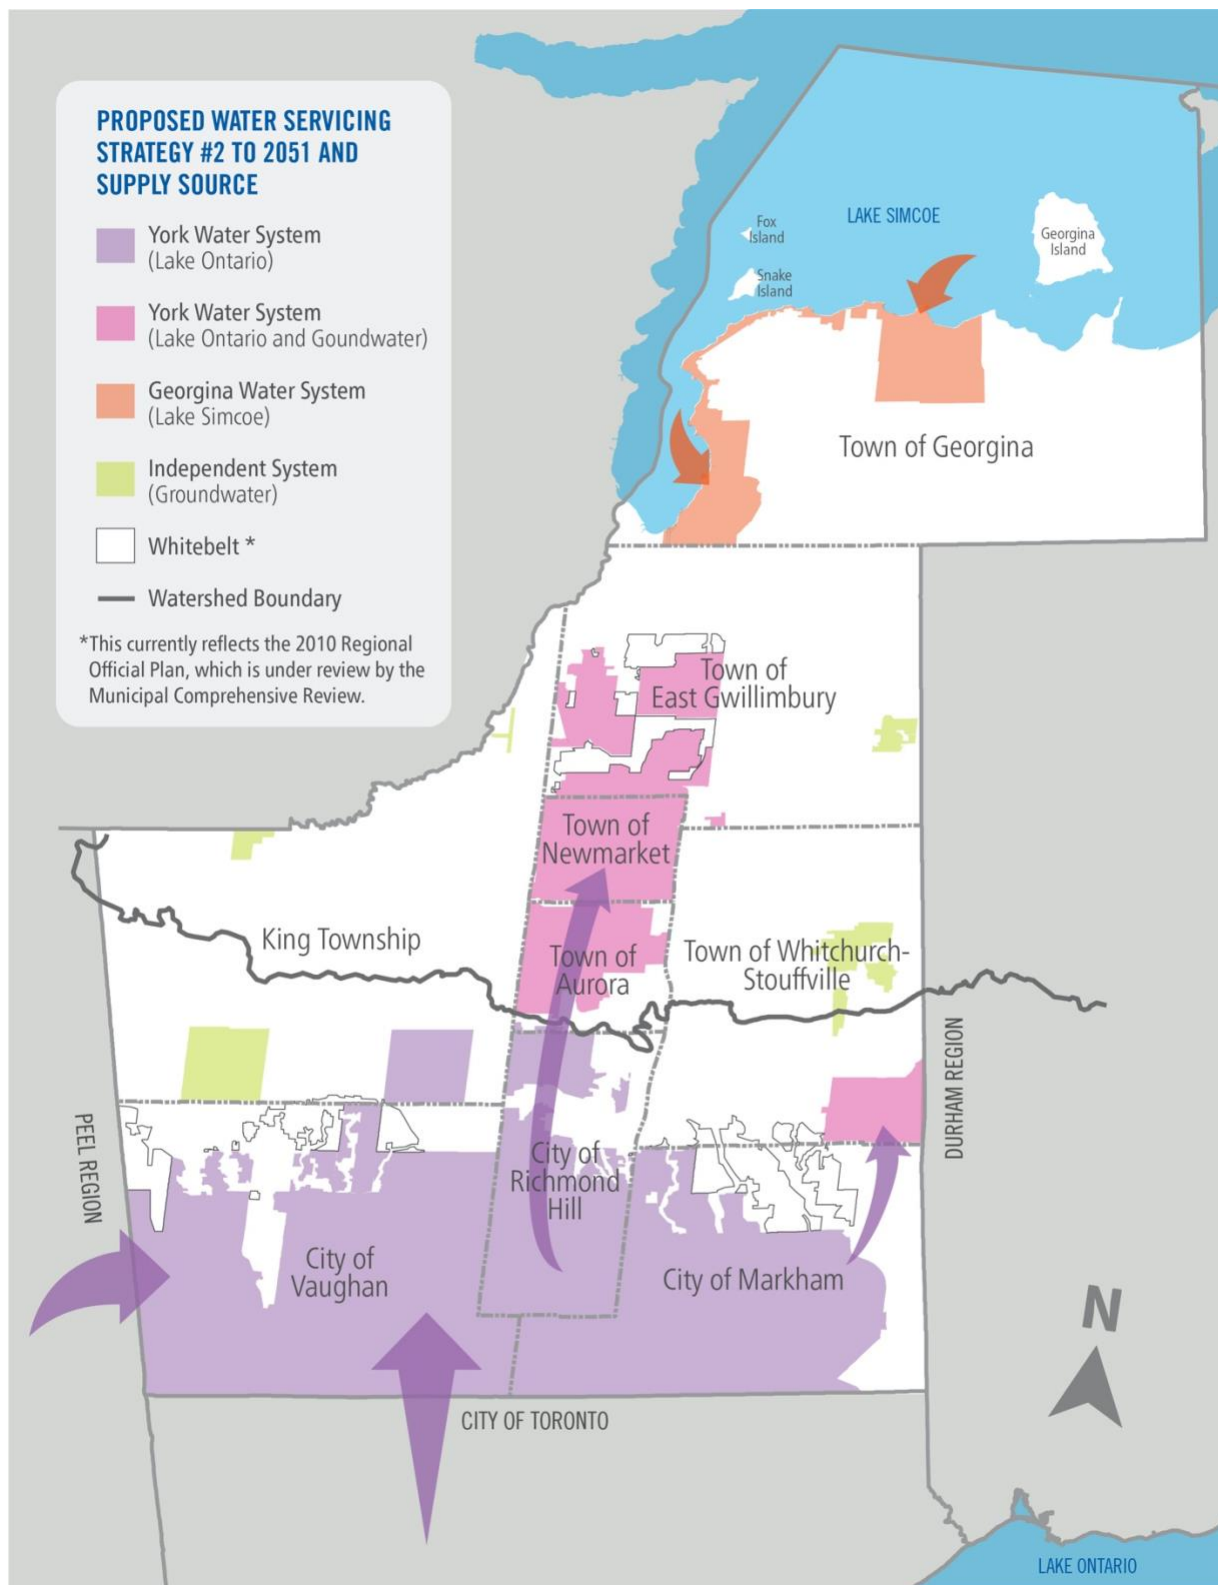 PROPOSED WATER SERVICING
STRATEGY #2 TO 2051 AND
SUPPLY SOURCE
York Water System
(Lake Ontario)
York Water System
(Lake Ontario and Goundwater)
Georgina Water System
(Lake Simcoe)
Independent System
(Groundwater)
Whitebelt *
Watershed Boundary
*This currently reflects the 2010 Regional
Official Plan, which is under review by the
Municipal Comprehensive Review.
LAKE SIMCOE
Fox
Island
Georgina
Island
Snake
Island
Town of Georgina
Town of
East Gwillimbury
Town of
Newmarket
King Township
Town of
Aurora
Town of Whitchurch-
Stouffville
PEEL REGION
DURHAM REGION
City of
Richmond
Hill
City of
Vaughan
City of Markham
N
CITY OF TORONTO
LAKE ONTARIO